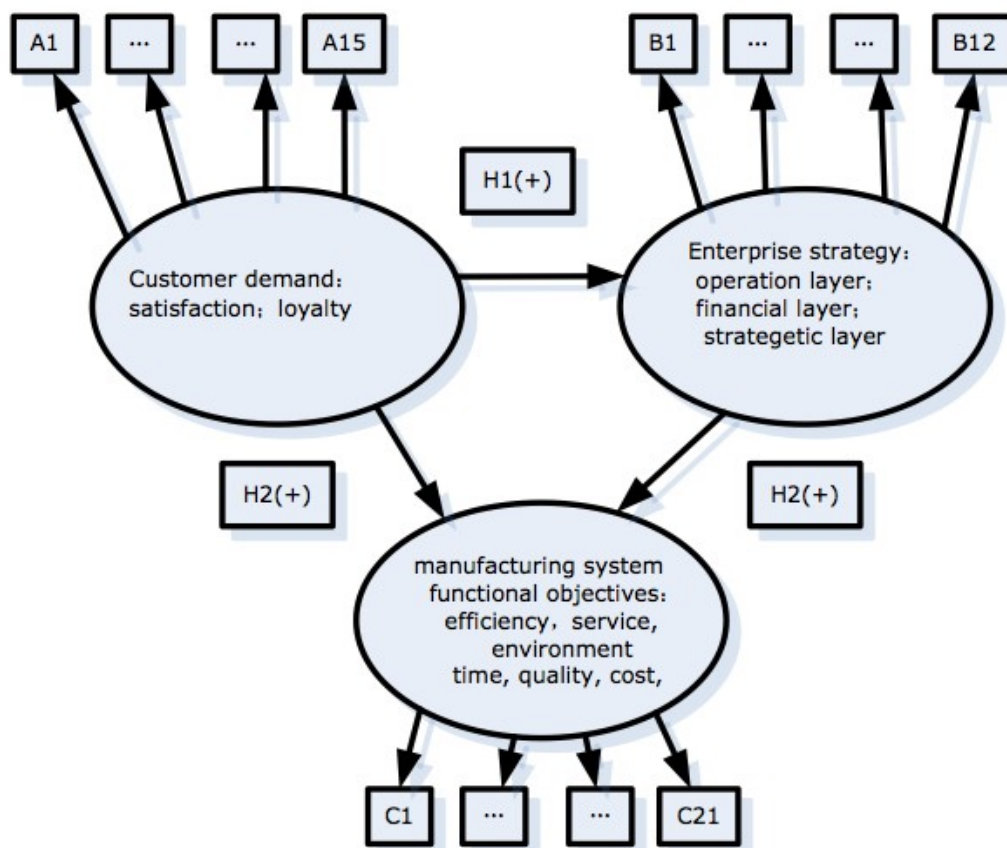 A1
...
...
A15
B1
...
...
B12
H1(+)
Customer demand：
satisfaction；loyalty
Enterprise strategy：
operation layer；
financial layer；
strategetic layer
H2(+)
H2(+)
manufacturing system
functional objectives：
efficiency，service,
environment
time, quality, cost,
C1
...
...
C21